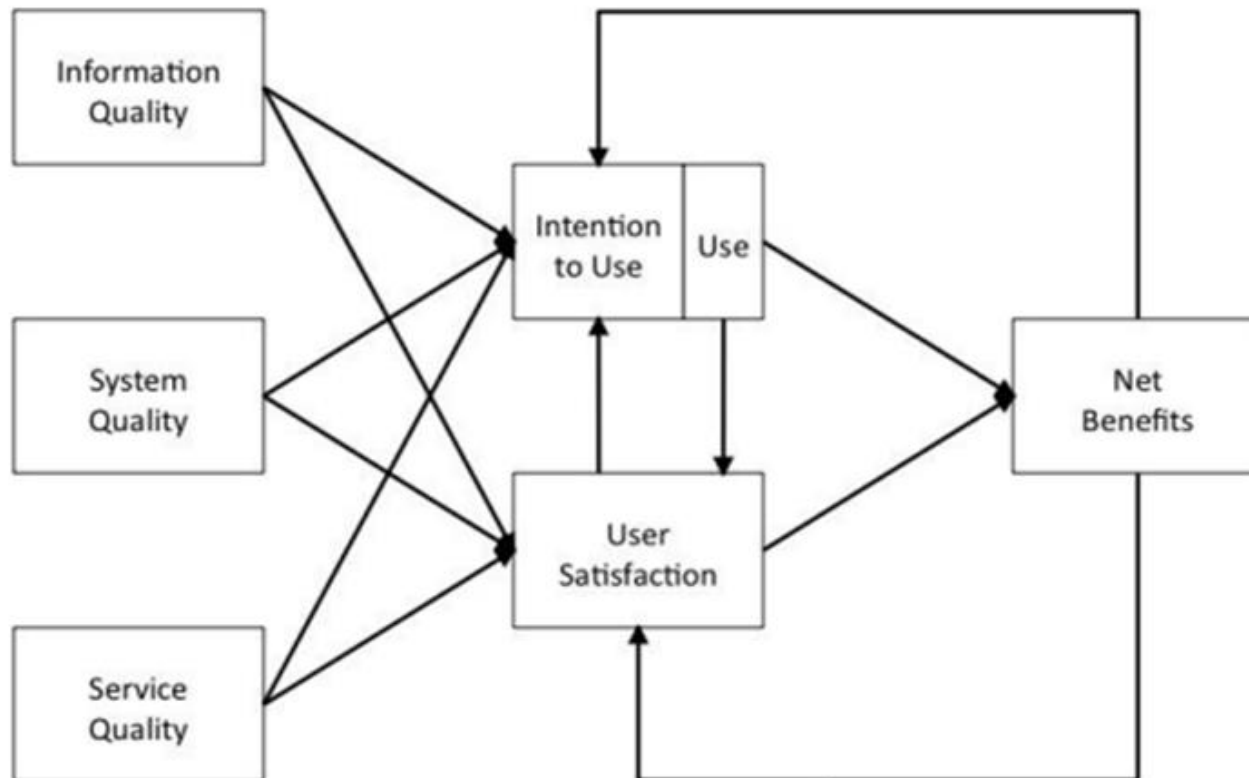 Information
Quality
Intention
to Use
Use
System
Quality
Net
Benefits
User
Satisfaction
Service
Quality